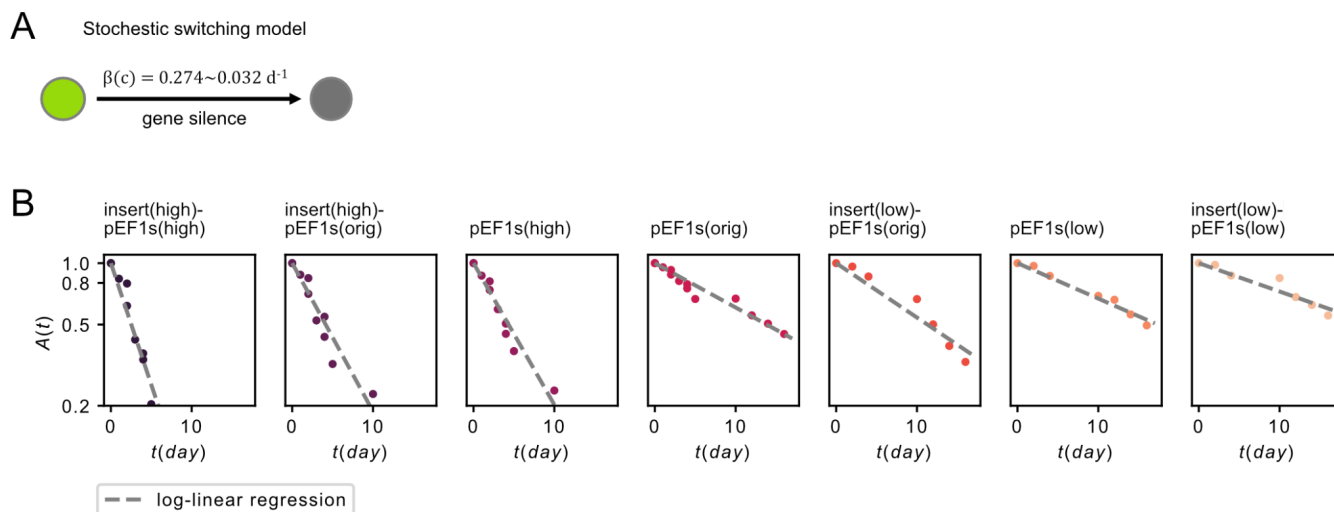 A
Stochastic switching model
β(c) = 0.274~0.032 d⁻¹
gene silence
B
insert(high)-
pEF1s(high)
insert(high)-
pEF1s(orig)
pEF1s(high)
pEF1s(orig)
insert(low)-
pEF1s(orig)
pEF1s(low)
insert(low)-
pEF1s(low)
A(t)
1.0
0.8
0.5
0.2
0 10
0 10
0 10
0 10
0 10
0 10
0 10
t(day)
t(day)
t(day)
t(day)
t(day)
t(day)
t(day)
log-linear regression